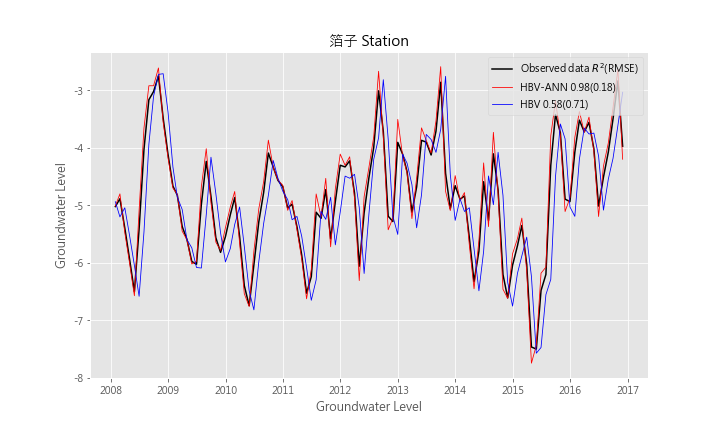 箔子 Station
Observed data R²(RMSE)
HBV-ANN 0.98(0.18)
HBV 0.58(0.71)
Groundwater Level
-3
-4
-5
-6
-7
-8
2008 2009 2010 2011 2012 2013 2014 2015 2016 2017
Groundwater Level